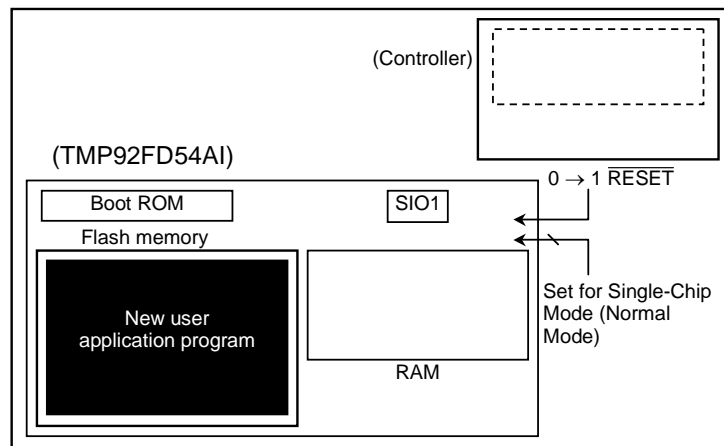 (Controller)
(TMP92FD54AI)
0 → 1 RESET
Boot ROM
SIO1
Flash memory
New user
application program
RAM
Set for Single-Chip
Mode (Normal
Mode)